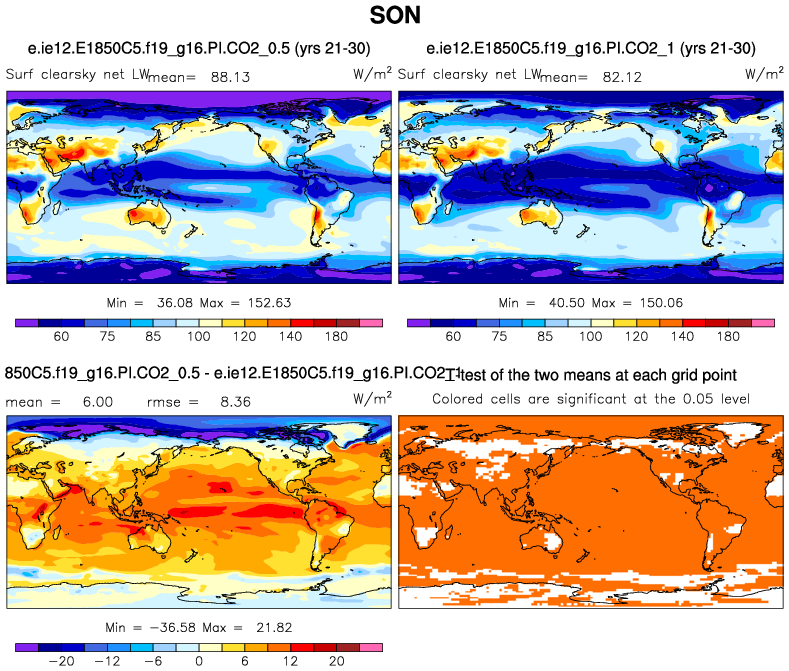 SON
e.ie12.E1850C5.f19_g16.PI.CO2_0.5 (yrs 21-30)
e.ie12.E1850C5.f19_g16.PI.CO2_1 (yrs 21-30)
Surf clearsky net LW mean= 88.13 W/m²
Surf clearsky net LW mean= 82.12 W/m²
Min = 36.08 Max = 152.63
Min = 40.50 Max = 150.06
60 75 85 100 120 140 180
60 75 85 100 120 140 180
850C5.f19_g16.PI.CO2_0.5 - e.ie12.E1850C5.f19_g16.PI.CO2_1
T-test of the two means at each grid point
mean = 6.00 rmse = 8.36 W/m²
Colored cells are significant at the 0.05 level
Min = -36.58 Max = 21.82
-20 -12 -6 0 6 12 20